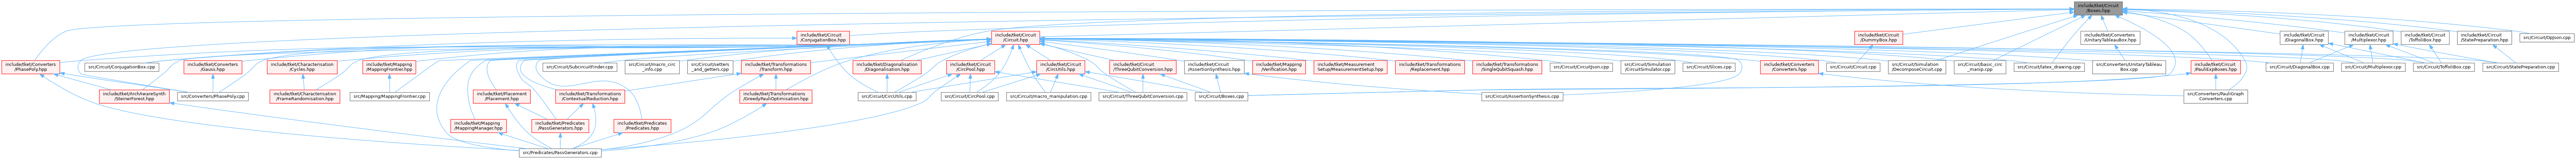 include/tket/Circuit
/Boxes.hpp
include/tket/Circuit
/ConjugationBox.hpp
include/tket/Circuit
/Circuit.hpp
include/tket/Circuit
/DummyBox.hpp
include/tket/Converters
/UnitaryTableauBox.hpp
include/tket/Circuit
/DiagonalBox.hpp
include/tket/Circuit
/Multiplexor.hpp
include/tket/Circuit
/ToffoliBox.hpp
include/tket/Circuit
/StatePreparation.hpp
src/Circuit/OpJson.cpp
include/tket/Converters
/PhasePoly.hpp
src/Circuit/ConjugationBox.cpp
include/tket/Converters
/Gauss.hpp
include/tket/Characterisation
/Cycles.hpp
include/tket/Mapping
/MappingFrontier.hpp
src/Circuit/SubcircuitFinder.cpp
src/Circuit/macro_circ
_info.cpp
src/Circuit/setters
_and_getters.cpp
include/tket/Transformations
/Transform.hpp
include/tket/Diagonalisation
/Diagonalisation.hpp
include/tket/Circuit
/CircPool.hpp
include/tket/Circuit
/CircUtils.hpp
include/tket/Circuit
/ThreeQubitConversion.hpp
include/tket/Circuit
/AssertionSynthesis.hpp
include/tket/Mapping
/Verification.hpp
include/tket/Measurement
Setup/MeasurementSetup.hpp
include/tket/Transformations
/Replacement.hpp
include/tket/Transformations
/SingleQubitSquash.hpp
src/Circuit/CircuitJson.cpp
src/Circuit/Simulation
/CircuitSimulator.cpp
src/Circuit/Slices.cpp
include/tket/Converters
/Converters.hpp
src/Circuit/Circuit.cpp
src/Circuit/Simulation
/DecomposeCircuit.cpp
src/Circuit/basic_circ
_manip.cpp
src/Circuit/latex_drawing.cpp
src/Converters/UnitaryTableau
Box.cpp
include/tket/Circuit
/PauliExpBoxes.hpp
src/Circuit/DiagonalBox.cpp
src/Circuit/Multiplexor.cpp
src/Circuit/ToffoliBox.cpp
src/Circuit/StatePreparation.cpp
include/tket/ArchAwareSynth
/SteinerForest.hpp
src/Converters/PhasePoly.cpp
include/tket/Characterisation
/FrameRandomisation.hpp
src/Mapping/MappingFrontier.cpp
include/tket/Placement
/Placement.hpp
include/tket/Transformations
/ContextualReduction.hpp
include/tket/Transformations
/GreedyPauliOptimisation.hpp
src/Circuit/CircUtils.cpp
src/Circuit/CircPool.cpp
src/Circuit/macro_manipulation.cpp
src/Circuit/ThreeQubitConversion.cpp
src/Circuit/Boxes.cpp
src/Circuit/AssertionSynthesis.cpp
src/Converters/PauliGraph
Converters.cpp
include/tket/Mapping
/MappingManager.hpp
include/tket/Predicates
/PassGenerators.hpp
include/tket/Predicates
/Predicates.hpp
src/Predicates/PassGenerators.cpp